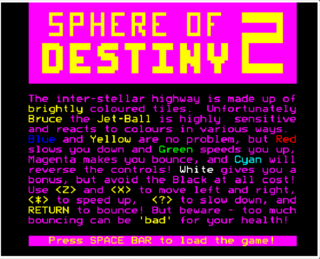 SPHERE OF
DESTINY 2
The inter-stellar highway is made up of
brightly coloured tiles. Unfortunately
Bruce the Jet-Ball is highly sensitive
and reacts to colours in various ways.
Blue and Yellow are no problem, but Red
slows you down and Green speeds you up,
Magenta makes you bounce, and Cyan will
reverse the controls! White gives you a
bonus, but avoid the Black at all cost!
Use <Z> and <X> to move left and right,
<*> to speed up, <?> to slow down, and
RETURN to bounce! But beware - too much
bouncing can be 'bad' for your health!
Press SPACE BAR to load the game!